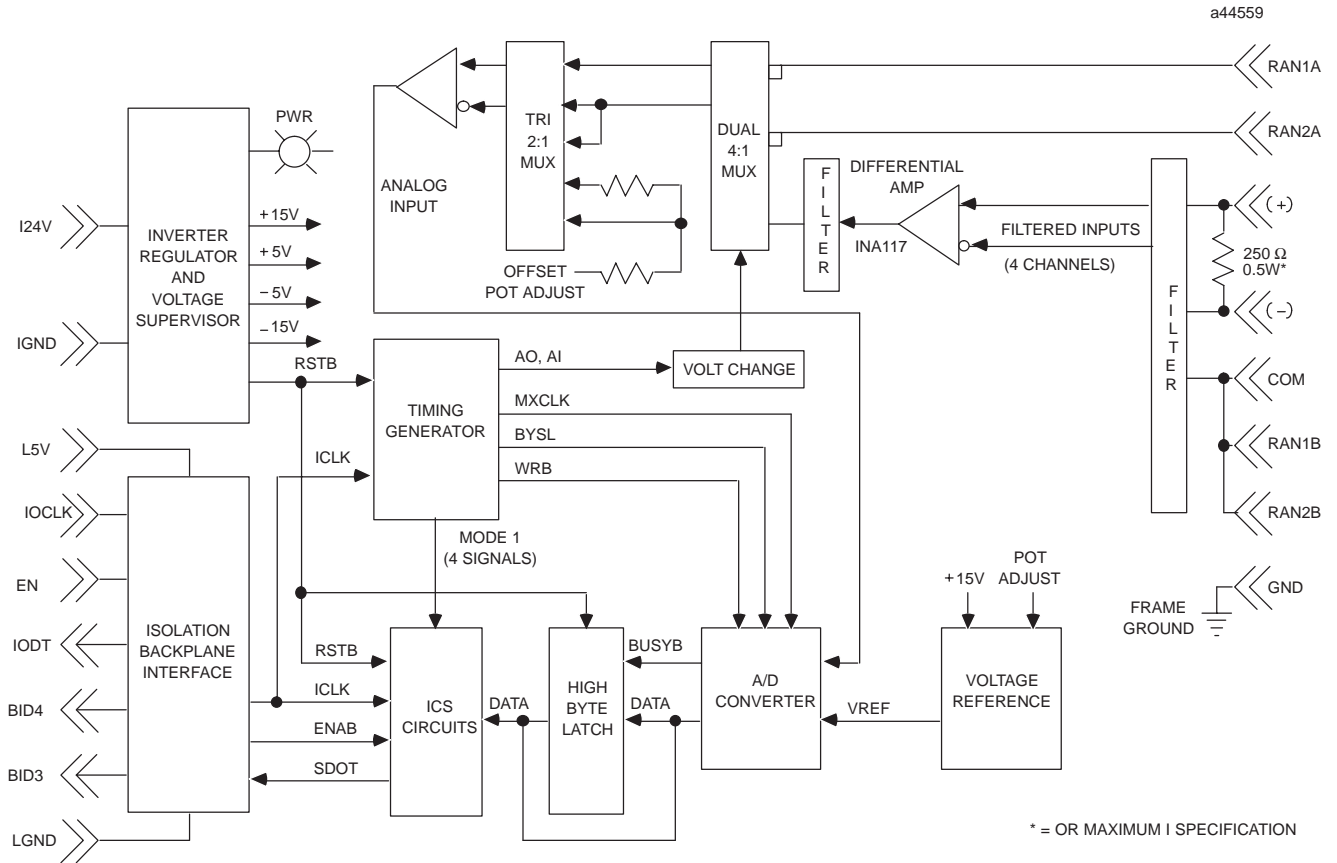 a44559
RAN1A
RAN2A
PWR
TRI
2:1
MUX
DUAL
4:1
MUX
DIFFERENTIAL
AMP
FILTER
ANALOG
INPUT
INA117
FILTERED INPUTS
(4 CHANNELS)
(+)
250 Ω
0.5W*
(−)
I24V
INVERTER
REGULATOR
AND
VOLTAGE
SUPERVISOR
+15V
+5V
−5V
−15V
OFFSET
POT ADJUST
FILTER
IGND
RSTB
AO, AI
VOLT CHANGE
COM
TIMING
GENERATOR
MXCLK
BYSL
WRB
L5V
ICLK
RAN1B
IOCLK
RAN2B
MODE 1
(4 SIGNALS)
EN
+15V
POT
ADJUST
GND
FRAME
GROUND
ISOLATION
BACKPLANE
INTERFACE
IODT
RSTB
BUSYB
ICLK
ICS
CIRCUITS
DATA
HIGH
BYTE
LATCH
DATA
A/D
CONVERTER
VREF
VOLTAGE
REFERENCE
BID4
ENAB
SDOT
BID3
LGND
* = OR MAXIMUM I SPECIFICATION